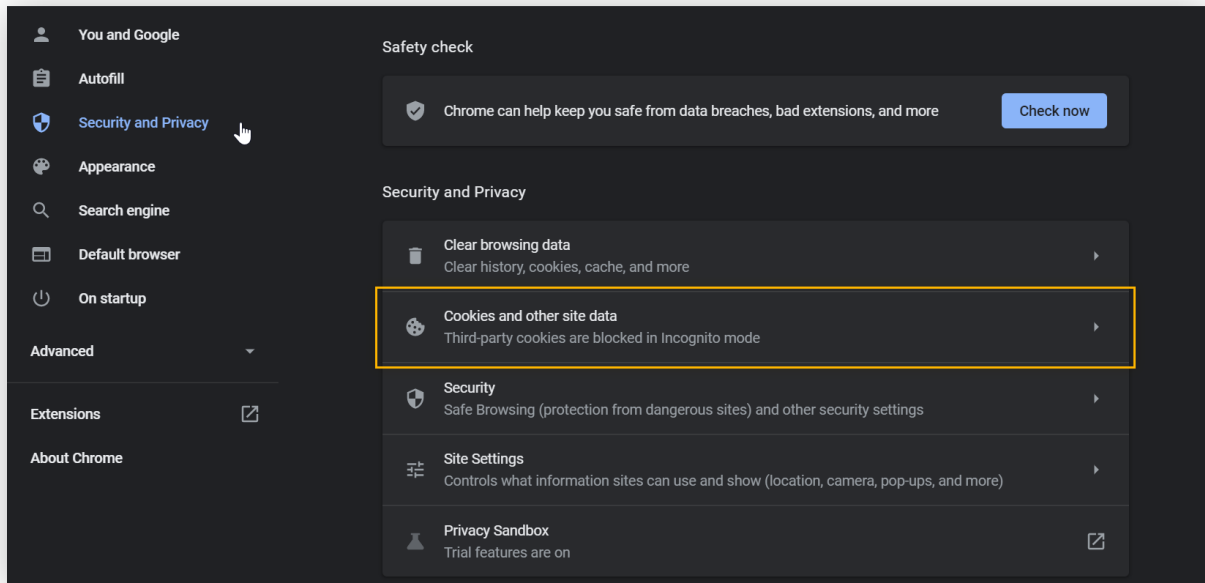 You and Google
Autofill
Security and Privacy
Appearance
Search engine
Default browser
On startup
Advanced
Extensions
About Chrome
Safety check
Chrome can help keep you safe from data breaches, bad extensions, and more
Check now
Security and Privacy
Clear browsing data
Clear history, cookies, cache, and more
Cookies and other site data
Third-party cookies are blocked in Incognito mode
Security
Safe Browsing (protection from dangerous sites) and other security settings
Site Settings
Controls what information sites can use and show (location, camera, pop-ups, and more)
Privacy Sandbox
Trial features are on